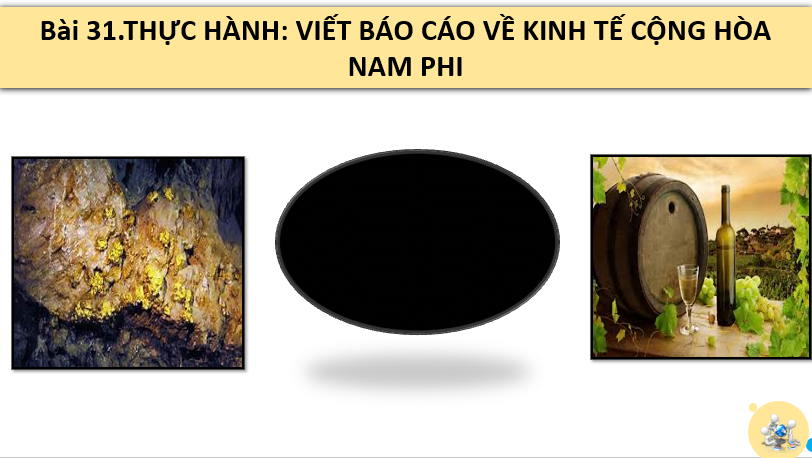 Bài 31.THỰC HÀNH: VIẾT BÁO CÁO VỀ KINH TẾ CỘNG HÒA
NAM PHI